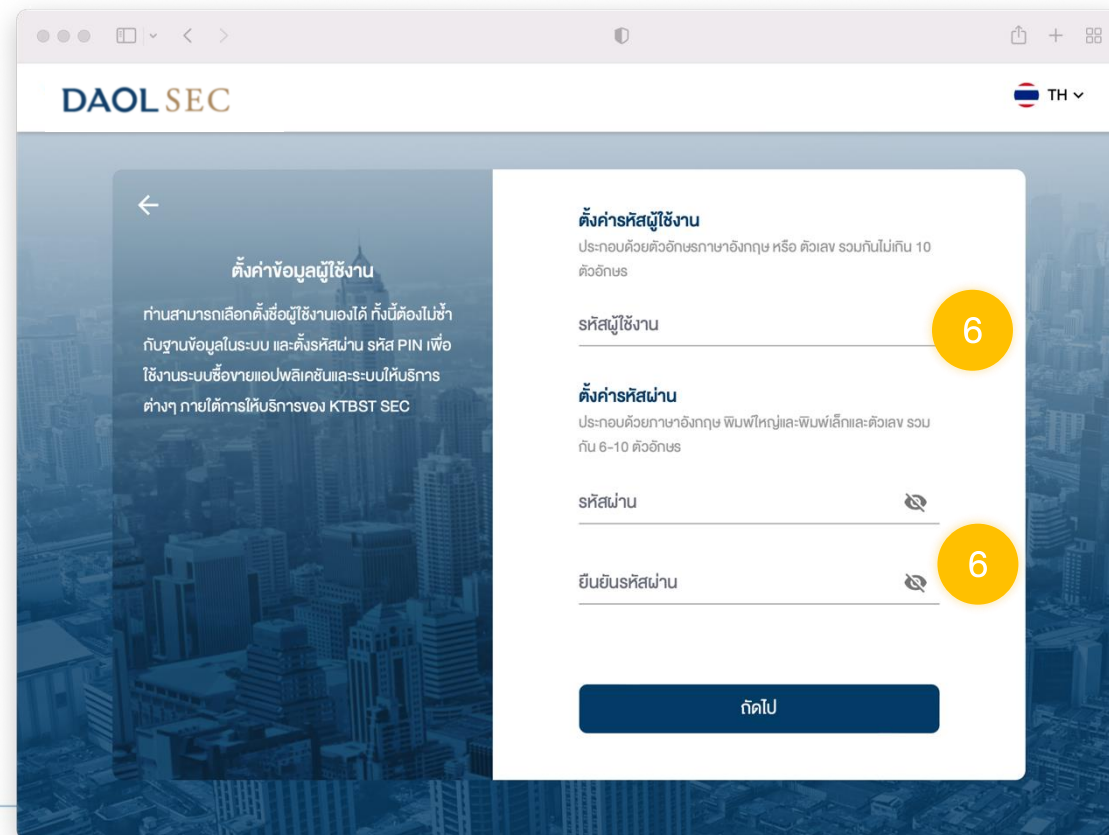 DAOL SEC
TH
ตั้งค่าข้อมูลผู้ใช้งาน
ท่านสามารถเลือกตั้งชื่อผู้ใช้งานเองได้ ทั้งนี้ต้องไม่ซ้ำ
กับฐานข้อมูลในระบบ และตั้งรหัสผ่าน รหัส PIN เพื่อ
ใช้งานระบบซื้อขายแอปพลิเคชันและระบบให้บริการ
ต่างๆ ภายใต้การให้บริการของ KTBST SEC
ตั้งค่ารหัสผู้ใช้งาน
ประกอบด้วยตัวอักษรภาษาอังกฤษ หรือ ตัวเลข รวมกันไม่เกิน 10
ตัวอักษร
รหัสผู้ใช้งาน
6
ตั้งค่ารหัสผ่าน
ประกอบด้วยภาษาอังกฤษ พิมพ์ใหญ่และพิมพ์เล็กและตัวเลข รวม
กัน 6-10 ตัวอักษร
รหัสผ่าน
6
ยืนยันรหัสผ่าน
ถัดไป